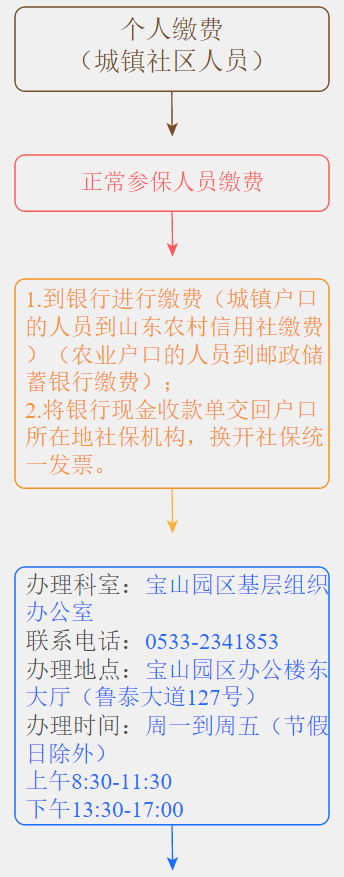 个人缴费
（城镇社区人员）
正常参保人员缴费
1.到银行进行缴费（城镇户口
的人员到山东农村信用社缴费
）（农业户口的人员到邮政储
蓄银行缴费）；
2.将银行现金收款单交回户口
所在地社保机构，换开社保统
一发票。
办理科室：宝山园区基层组织
办公室
联系电话：0533-2341853
办理地点：宝山园区办公楼东
大厅（鲁泰大道127号）
办理时间：周一到周五（节假
日除外）
上午8:30-11:30
下午13:30-17:00